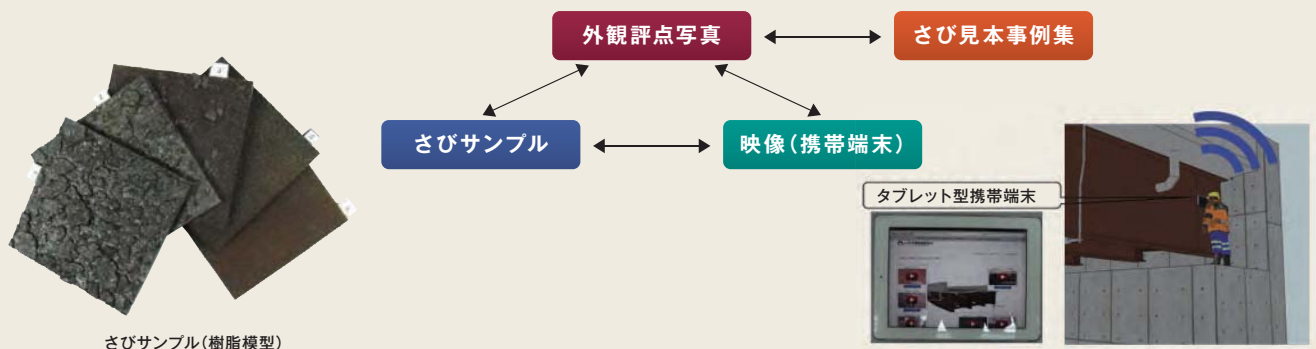 外観評点写真
さび見本事例集
さびサンプル
映像(携帯端末)
タブレット型携帯端末
さびサンプル(樹脂模型)